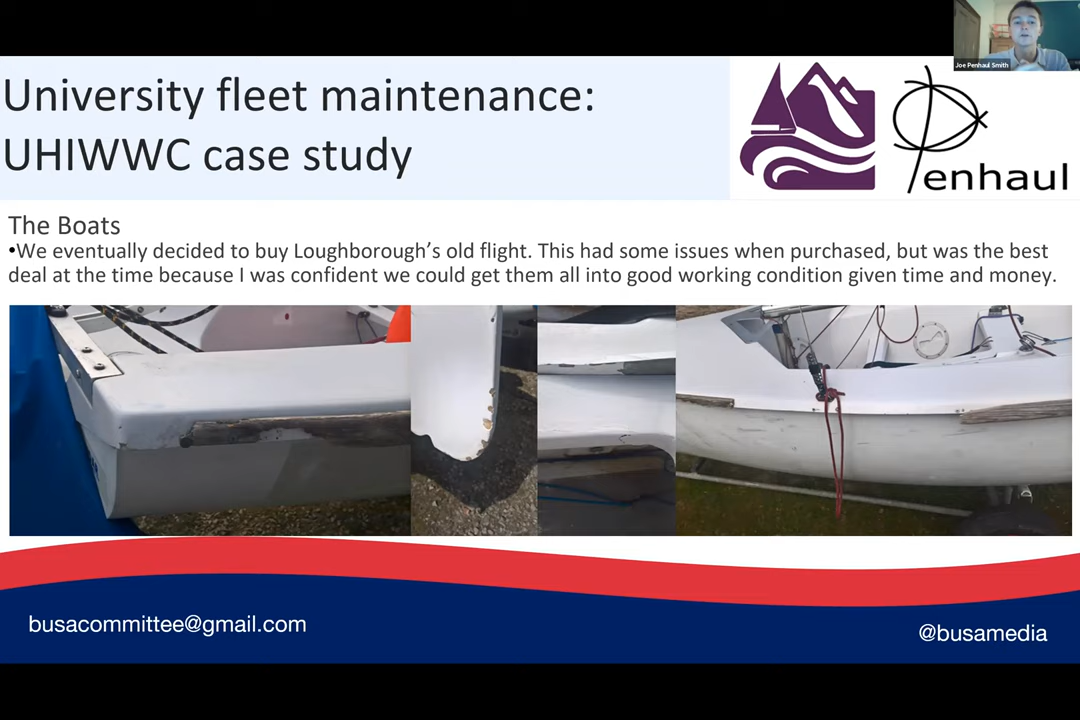 Joe Penhaul Smith
University fleet maintenance:
UHIWWC case study
Penhaul
The Boats
•We eventually decided to buy Loughborough’s old flight. This had some issues when purchased, but was the best
deal at the time because I was confident we could get them all into good working condition given time and money.
busacommittee@gmail.com
@busamedia